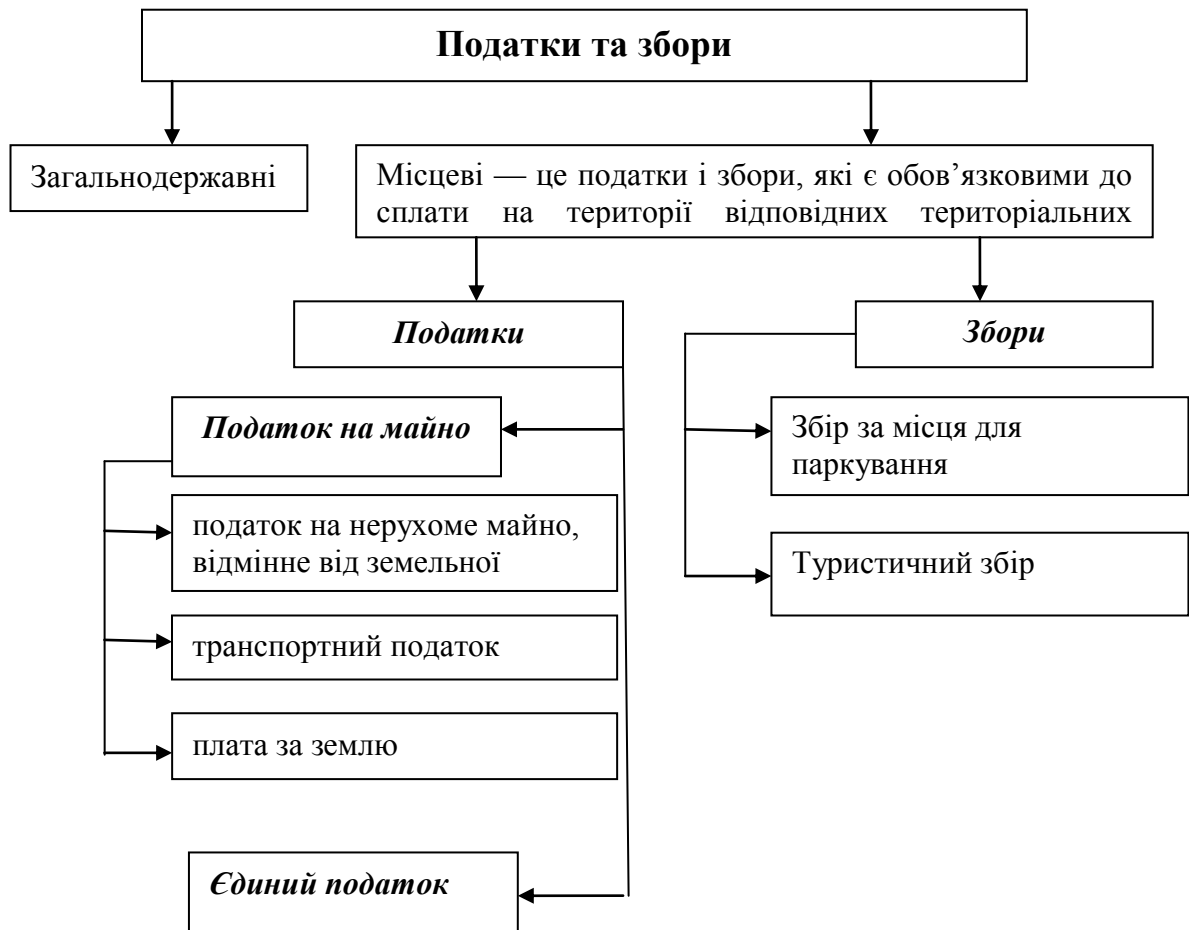 Податки та збори
Загальнодержавні
Місцеві — це податки і збори, які є обов’язковими до
сплати на території відповідних територіальних
Податки
Збори
Податок на майно
Збір за місця для
паркування
податок на нерухоме майно,
відмінне від земельної
Туристичний збір
транспортний податок
плата за землю
Єдиний податок